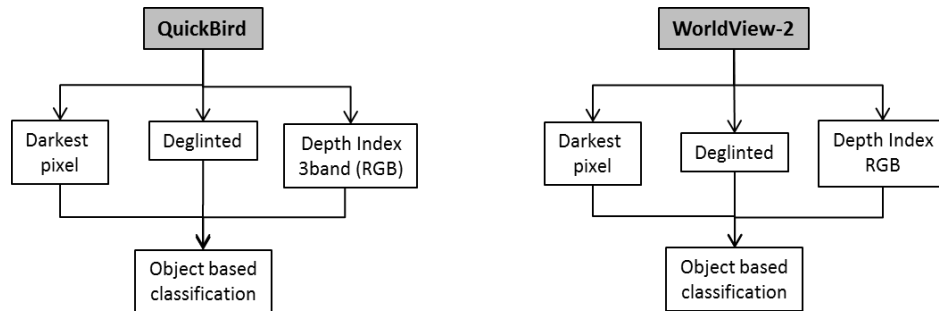 QuickBird
Darkest
pixel
Deglinted
Depth Index
3band (RGB)
Object based
classification
WorldView-2
Darkest
pixel
Deglinted
Depth Index
RGB
Object based
classification